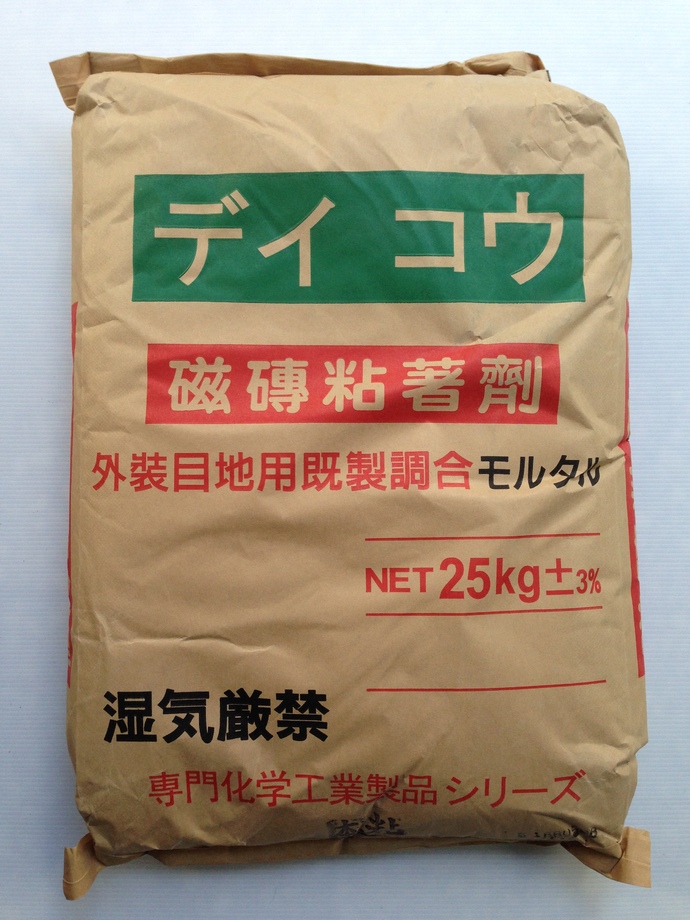 デイ コウ
磁磚粘著劑
外裝目地用既製調合モルタル
NET 25kg±3%
湿気厳禁
専門化学工業製品シリーズ